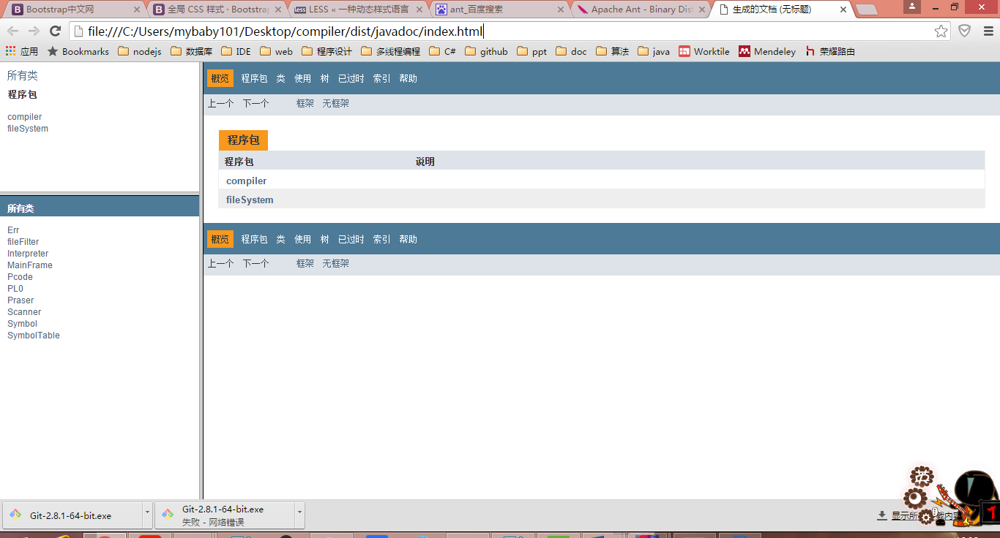 Bootstrap中文网 全局 CSS 样式 · Bootstrap LESS « 一种动态样式语言 ant_百度搜索 Apache Ant - Binary Dist 生成的文档 (无标题)
file:///C:/Users/mybaby101/Desktop/compiler/dist/javadoc/index.html
应用 Bookmarks nodejs 数据库 IDE web 程序设计 多线程编程 C# github ppt doc 算法 java Worktile Mendeley 荣耀路由
所有类
程序包
compiler
fileSystem
所有类
Err
fileFilter
Interpreter
MainFrame
Pcode
PL0
Praser
Scanner
Symbol
SymbolTable
概览 程序包 类 使用 树 已过时 索引 帮助
上一个 下一个 框架 无框架
程序包
程序包 说明
compiler
fileSystem
概览 程序包 类 使用 树 已过时 索引 帮助
上一个 下一个 框架 无框架
Git-2.8.1-64-bit.exe
Git-2.8.1-64-bit.exe
失败 - 网络错误
英